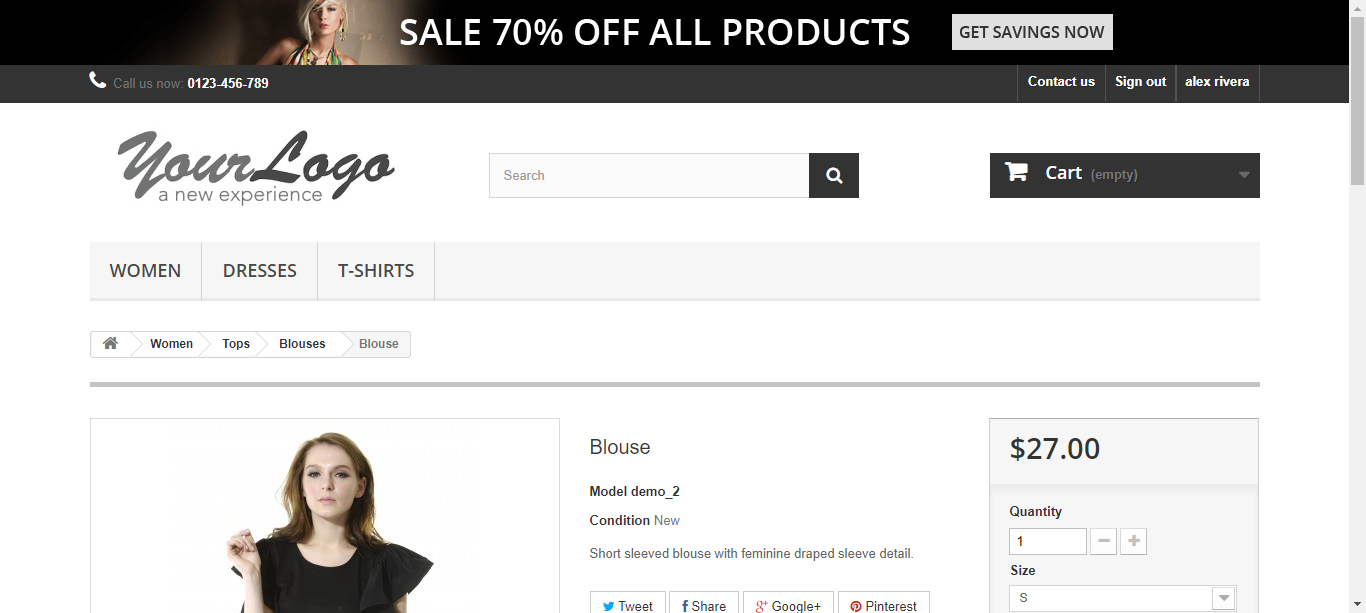 SALE 70% OFF ALL PRODUCTS GET SAVINGS NOW
Call us now: 0123-456-789 Contact us Sign out alex rivera
Your Logo
a new experience
Search
Cart (empty)
WOMEN DRESSES T-SHIRTS
Women Tops Blouses Blouse
Blouse
Model demo_2
Condition New
Short sleeved blouse with feminine draped sleeve detail.
Tweet Share Google+ Pinterest
$27.00
Quantity
1
Size
S